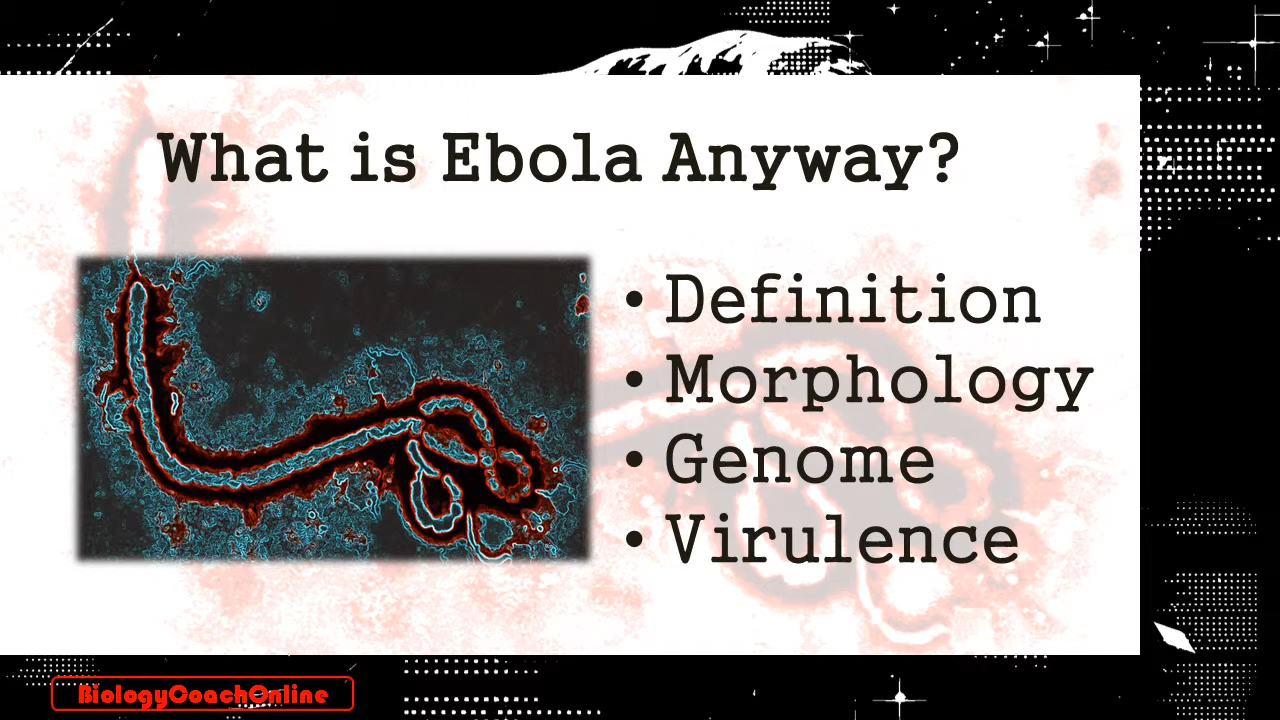 What is Ebola Anyway?
• Definition
• Morphology
• Genome
• Virulence
BiologyCoachOnline